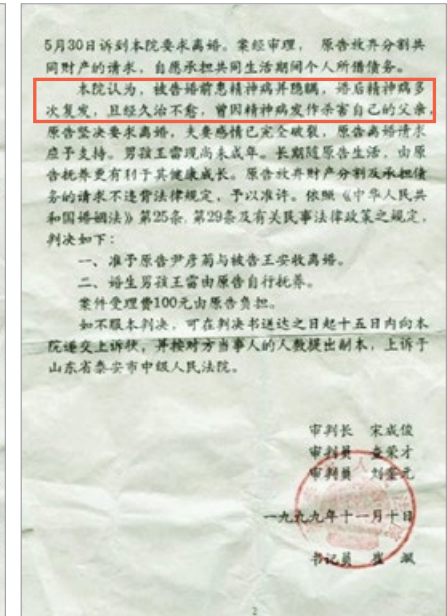 5月30日诉到本院要求离婚。案经审理， 原告放弃分割共
同财产的请求，自愿承担共同生活期间个人所借债务。
本院认为，被告婚前患精神病并隐瞒，婚后精神病多
次复发，且经久治不愈，曾因精神病发作杀害自己的父亲，
原告坚决要求离婚，夫妻感情已完全破裂，原告离婚请求
应予支持。男孩王雷现尚未成年。长期随原告生活，由原
告抚养更有利于其健康成长。原告放弃财产分割及承担债
务的请求不违背法律规定，予以准许。依照《中华人民共
和国婚姻法》第25条，第29条及有关民事法律政策之规定，
判决如下：
一、准予原告尹彦菊与被告王安收离婚。
二、婚生男孩王雷由原告自行抚养。
案件受理费100元由原告负担。
如不服本判决，可在判决书送达之日起十五日内向本
院递交上诉状，并按对方当事人的人数提出副本，上诉于
山东省泰安市中级人民法院。
审判长 宋成俊
审判员 荣才
审判员 刘 元
一九九九年十一月十日
书记员
2